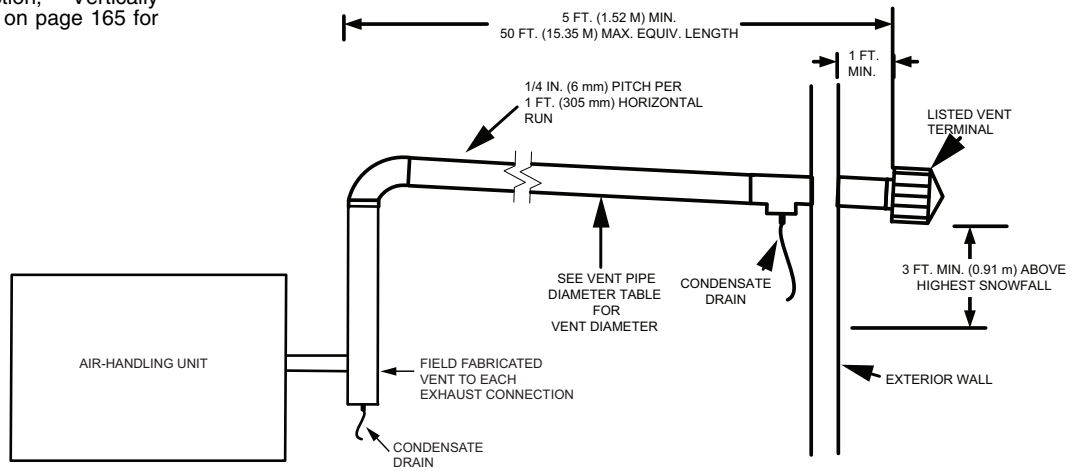 ction, Vertically
on page 165 for
5 FT. (1.52 M) MIN.
50 FT. (15.35 M) MAX. EQUIV. LENGTH
1 FT.
MIN.
1/4 IN. (6 mm) PITCH PER
1 FT. (305 mm) HORIZONTAL
RUN
LISTED VENT
TERMINAL
SEE VENT PIPE
DIAMETER TABLE
FOR
VENT DIAMETER
CONDENSATE
DRAIN
3 FT. MIN. (0.91 m) ABOVE
HIGHEST SNOWFALL
AIR-HANDLING UNIT
FIELD FABRICATED
VENT TO EACH
EXHAUST CONNECTION
EXTERIOR WALL
CONDENSATE
DRAIN